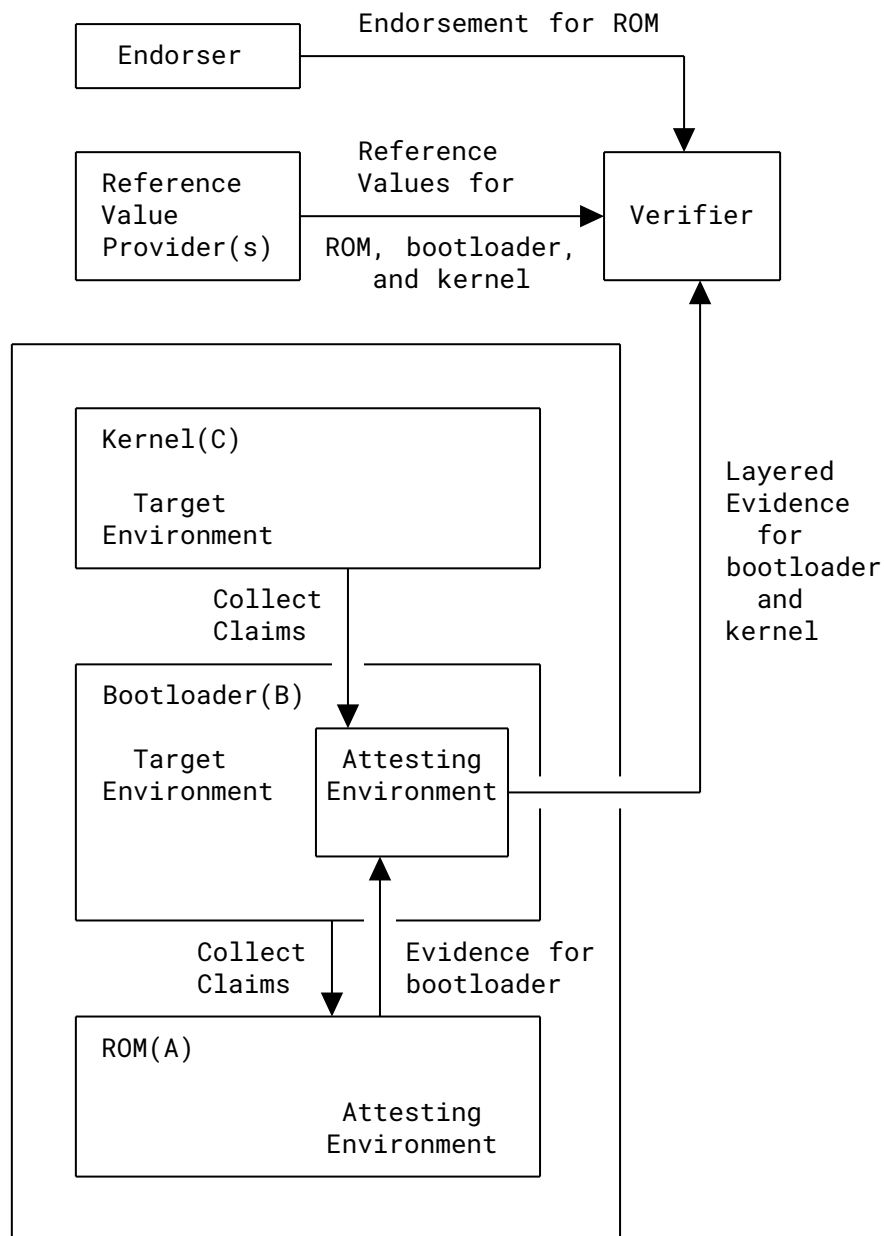 Endorsement for ROM
Endorser
Reference
Values for
ROM, bootloader,
and kernel
Reference
Value
Provider(s)
Verifier
Kernel(C)
Target
Environment
Collect
Claims
Layered
Evidence
for
bootloader
and
kernel
Bootloader(B)
Target
Environment
Attesting
Environment
Collect
Claims
Evidence for
bootloader
ROM(A)
Attesting
Environment